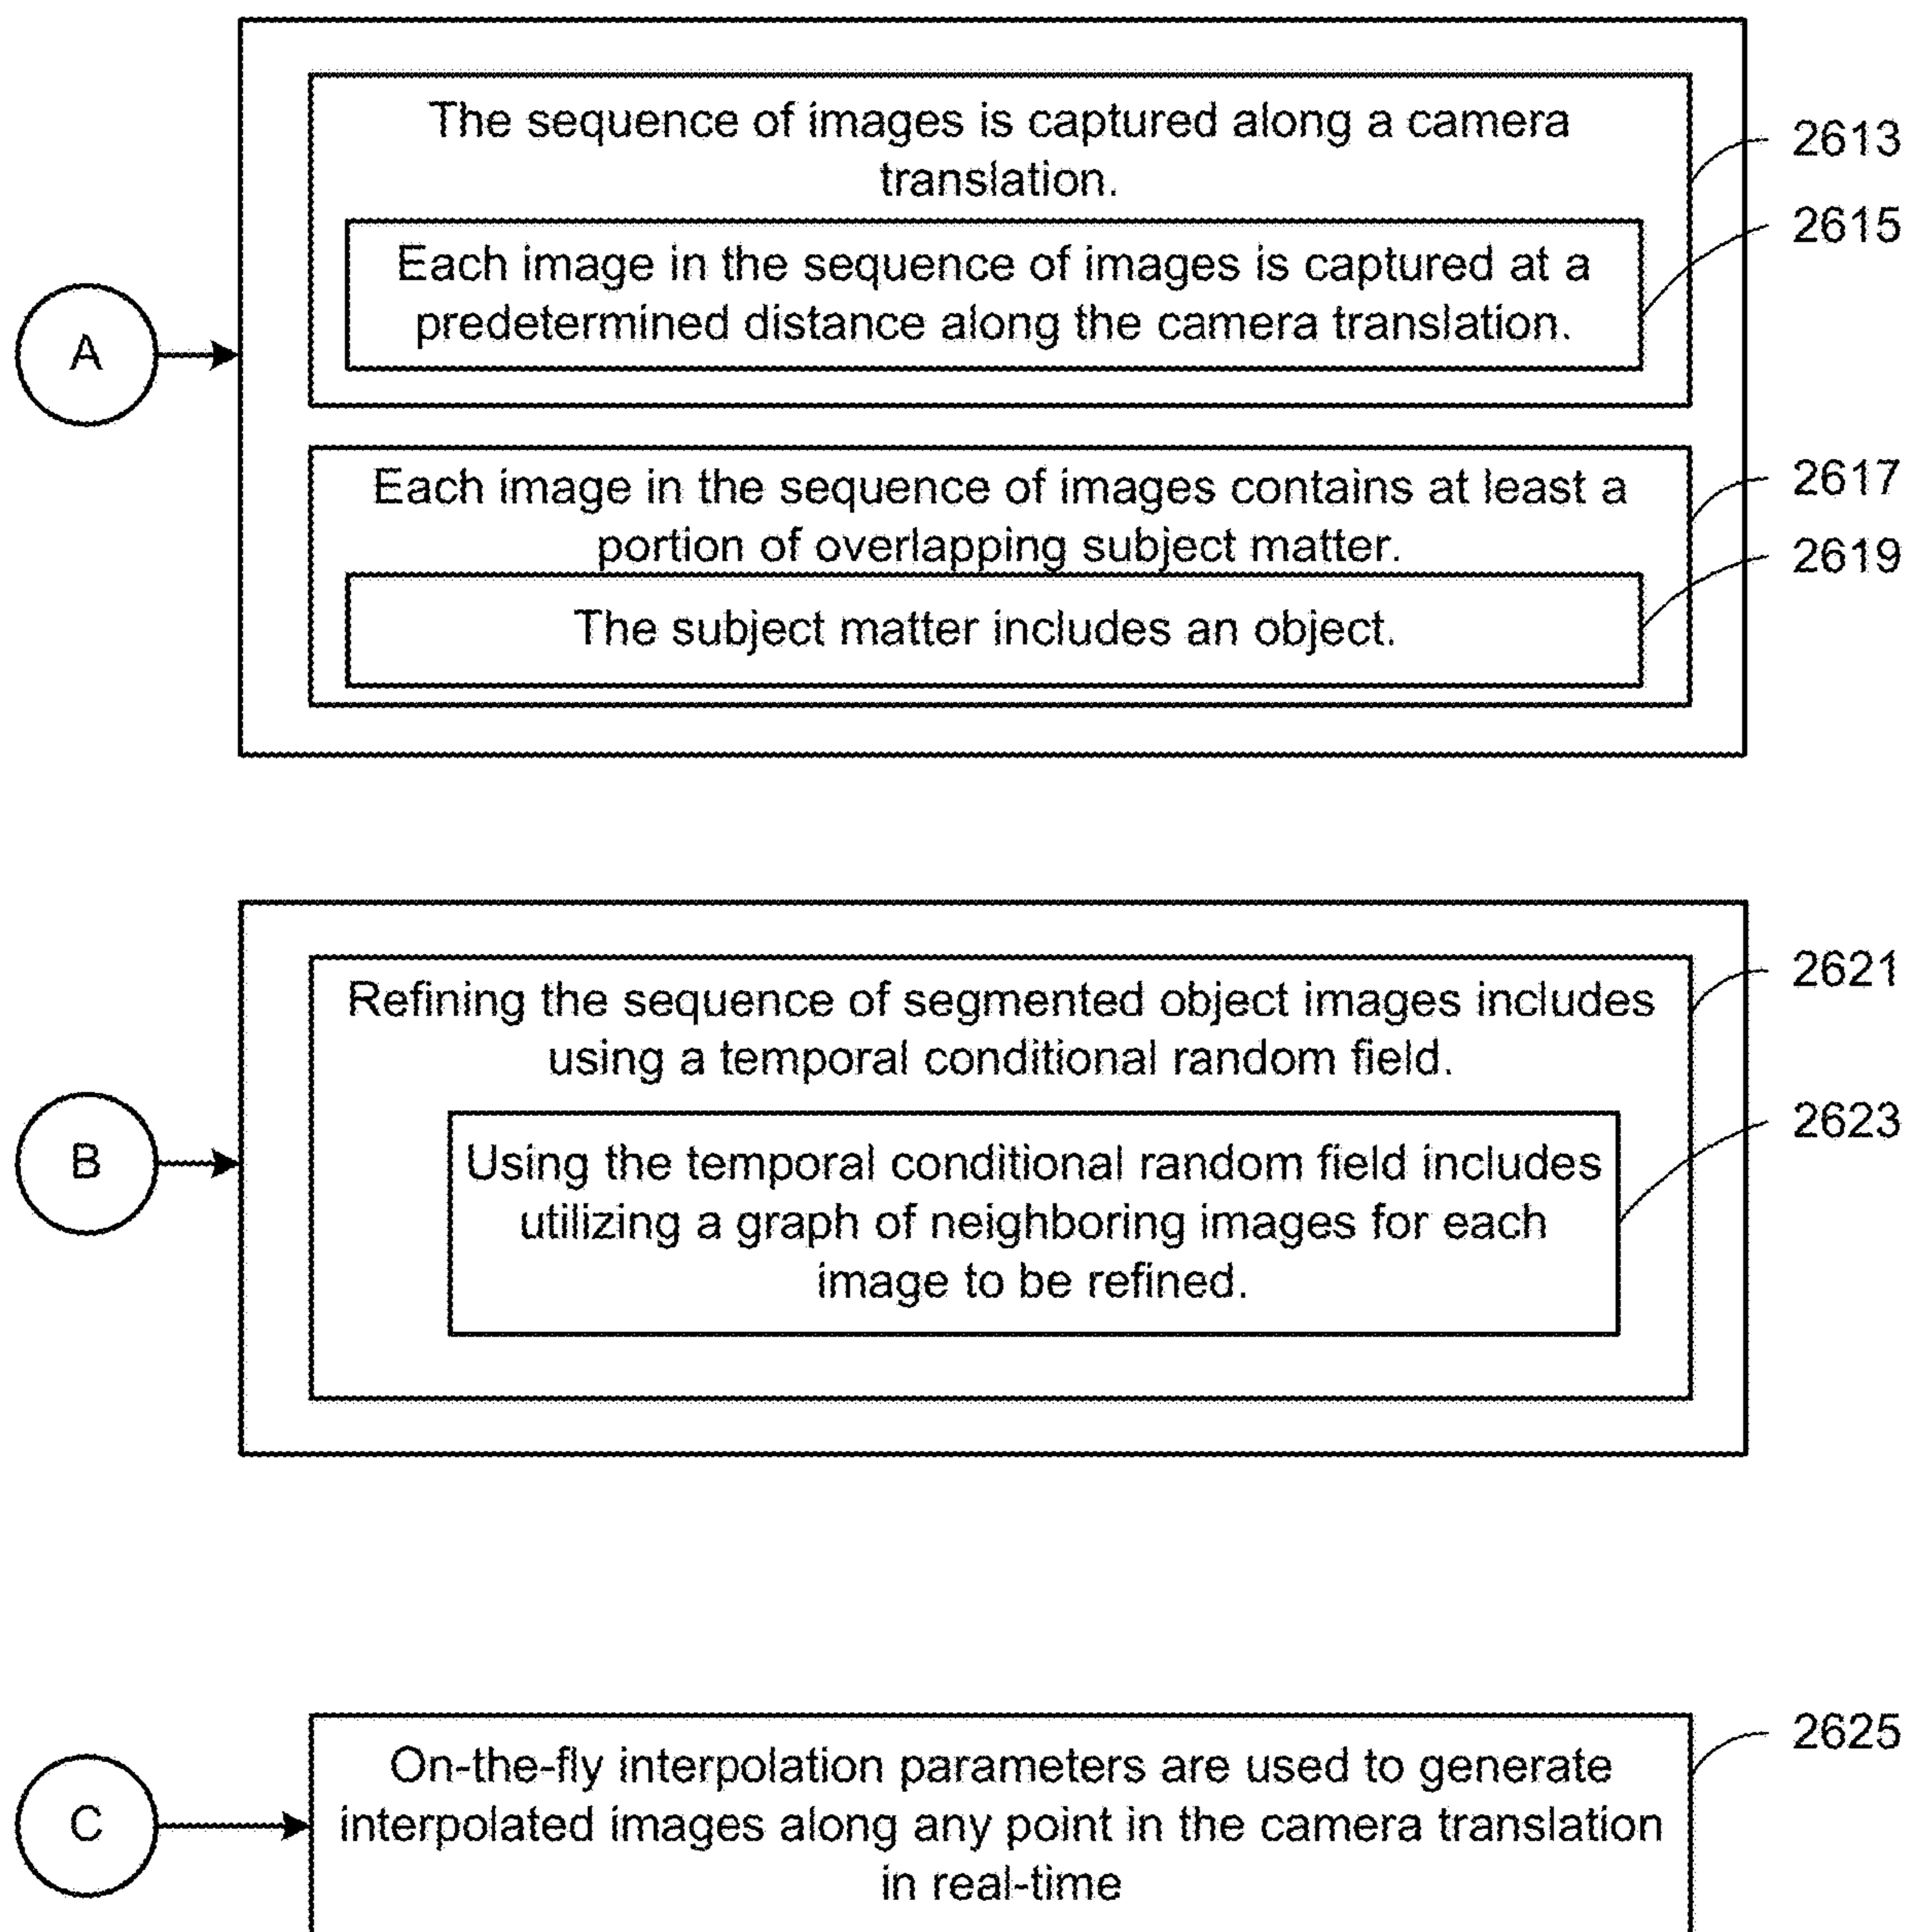 The sequence of images is captured along a camera
translation.
2613
Each image in the sequence of images is captured at a
predetermined distance along the camera translation.
2615
A
Each image in the sequence of images contains at least a
portion of overlapping subject matter.
2617
The subject matter includes an object.
2619
Refining the sequence of segmented object images includes
using a temporal conditional random field.
2621
B
Using the temporal conditional random field includes
utilizing a graph of neighboring images for each
image to be refined.
2623
C
On-the-fly interpolation parameters are used to generate
interpolated images along any point in the camera translation
in real-time
2625